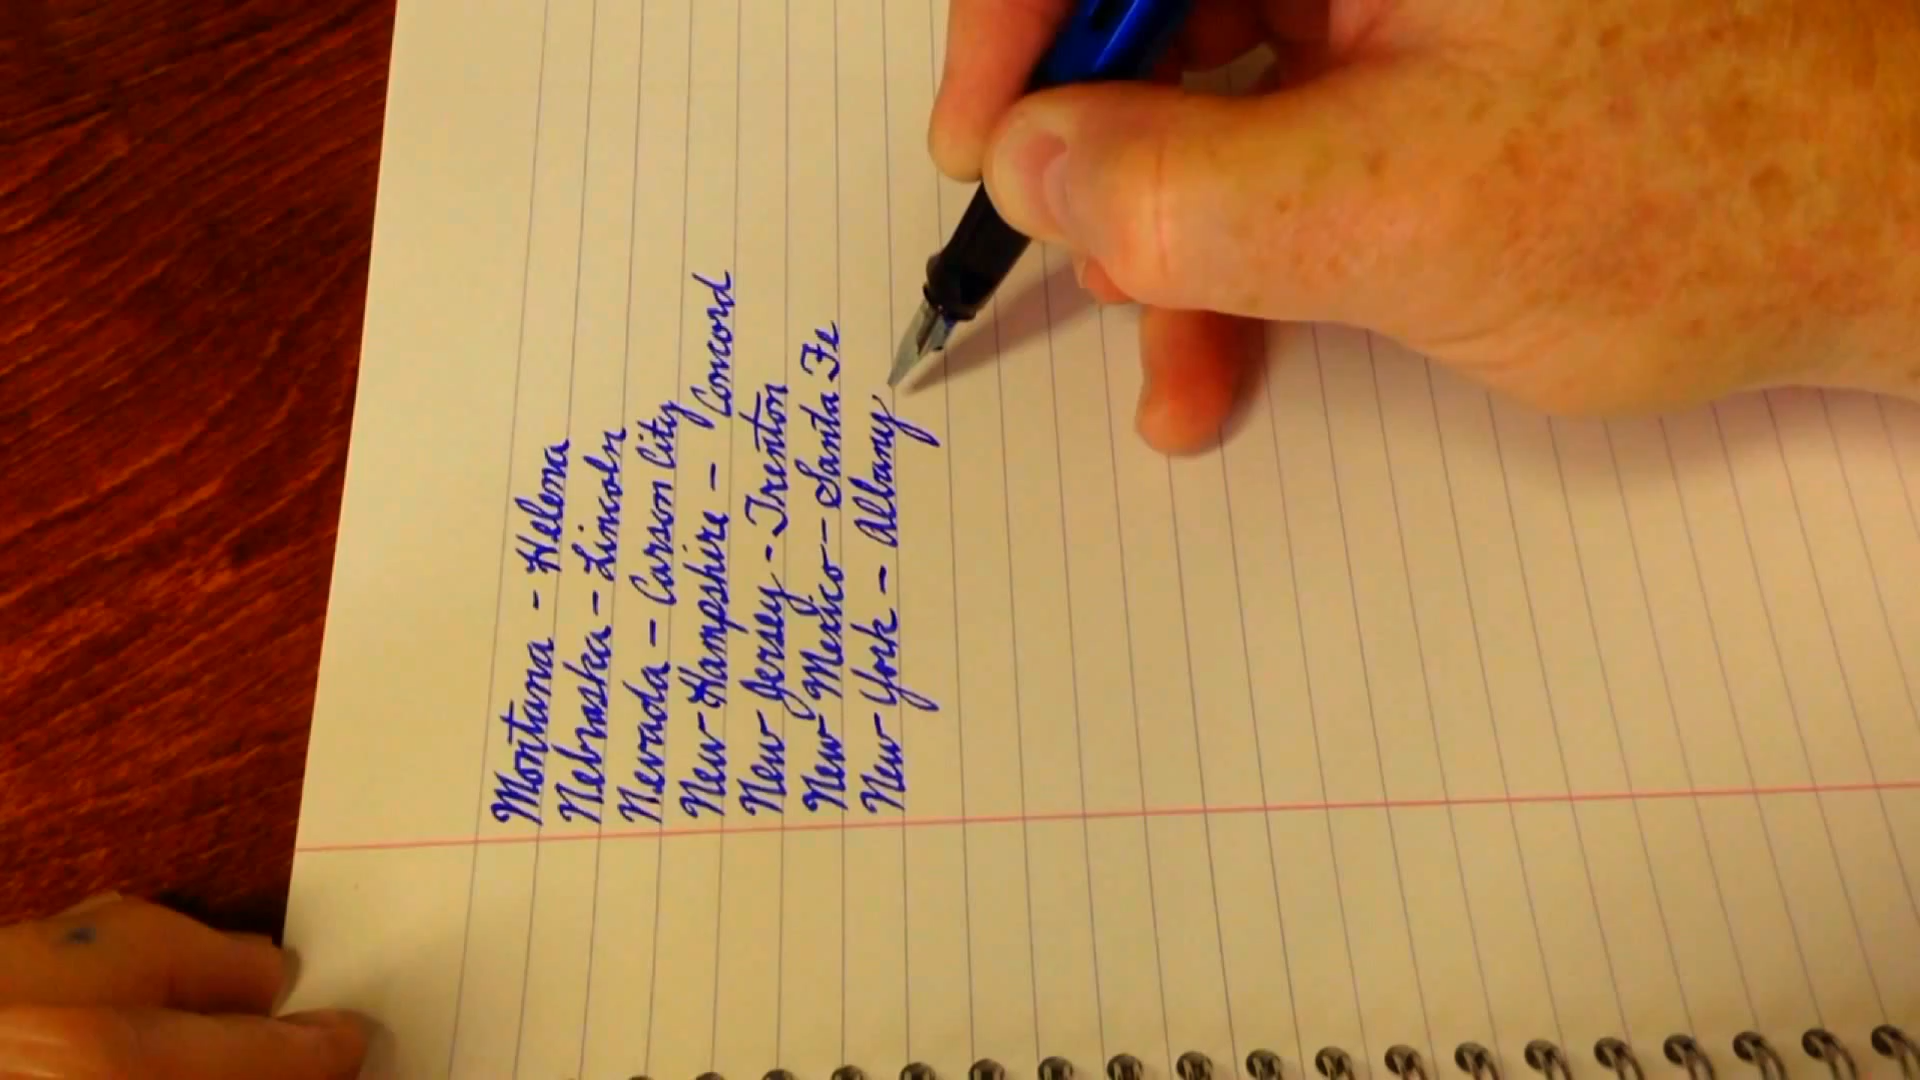 Montana - Helena
Nebraska - Lincoln
Nevada - Carson City
New Hampshire - Concord
New Jersey - Trenton
New Mexico - Santa Fe
New York - Albany